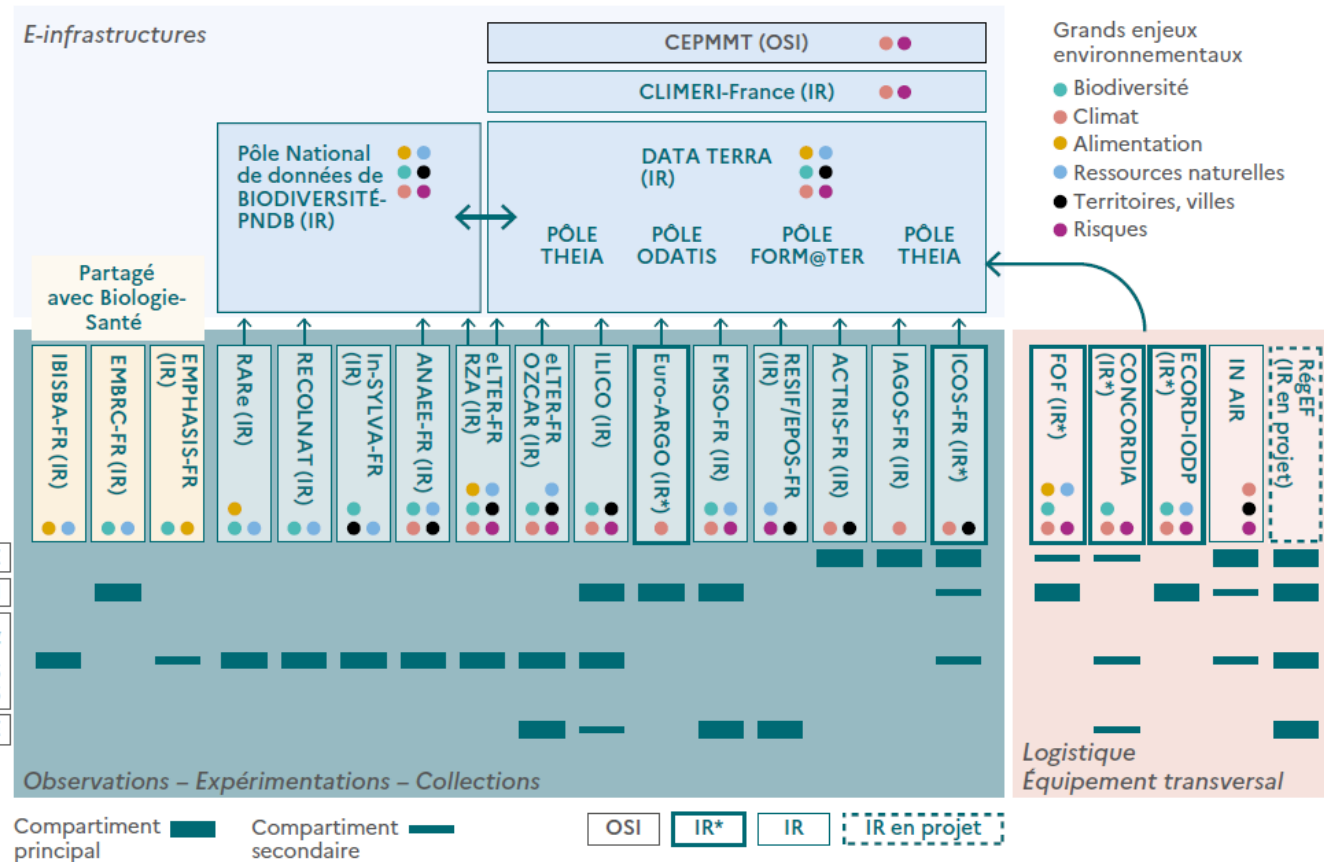 E-infrastructures
CEPMMT (OSI)
CLIMERI-France (IR)
Pôle National
de données de
BIODIVERSITÉ-
PNDB (IR)
DATA TERRA
(IR)
PÔLE
THEIA
PÔLE
ODATIS
PÔLE
FORM@TER
PÔLE
THEIA
Grands enjeux
environnementaux
Biodiversité
Climat
Alimentation
Ressources naturelles
Territoires, villes
Risques
Partagé
avec Biologie-
Santé
IBISBA-FR (IR)
EMBRC-FR (IR)
EMPHASIS-FR
(IR)
RARe (IR)
RECOLNAT (IR)
In-SYLVA-FR
(IR)
ANAEE-FR (IR)
eLTER-FR
RZA (IR)
eLTER-FR
OZCAR (IR)
ILICO (IR)
Euro-ARGO (IR*)
EMSO-FR (IR)
RESIF/EPOS-FR
(IR)
ACTRIS-FR (IR)
IAGOS-FR (IR)
ICOS-FR (IR*)
FOF (IR*)
CONCORDIA
(IR*)
ECORD-IODP
(IR*)
IN AIR
RégEF
(IR en projet)
Observations – Expérimentations – Collections
Logistique
Équipement transversal
Compartiment
principal
Compartiment
secondaire
OSI
IR*
IR
IR en projet